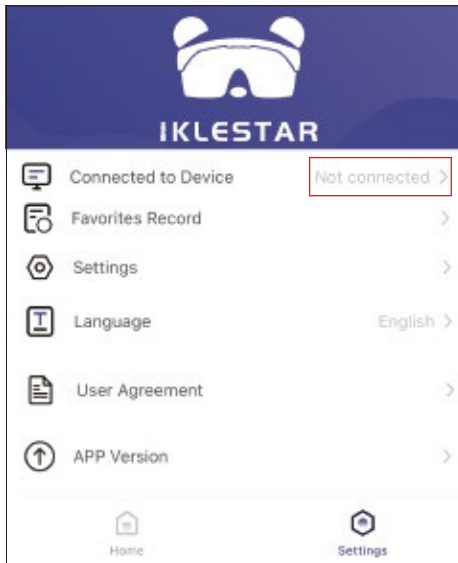 IKLESTAR
Connected to Device Not connected
Favorites Record
Settings
Language English
User Agreement
APP Version
Home Settings